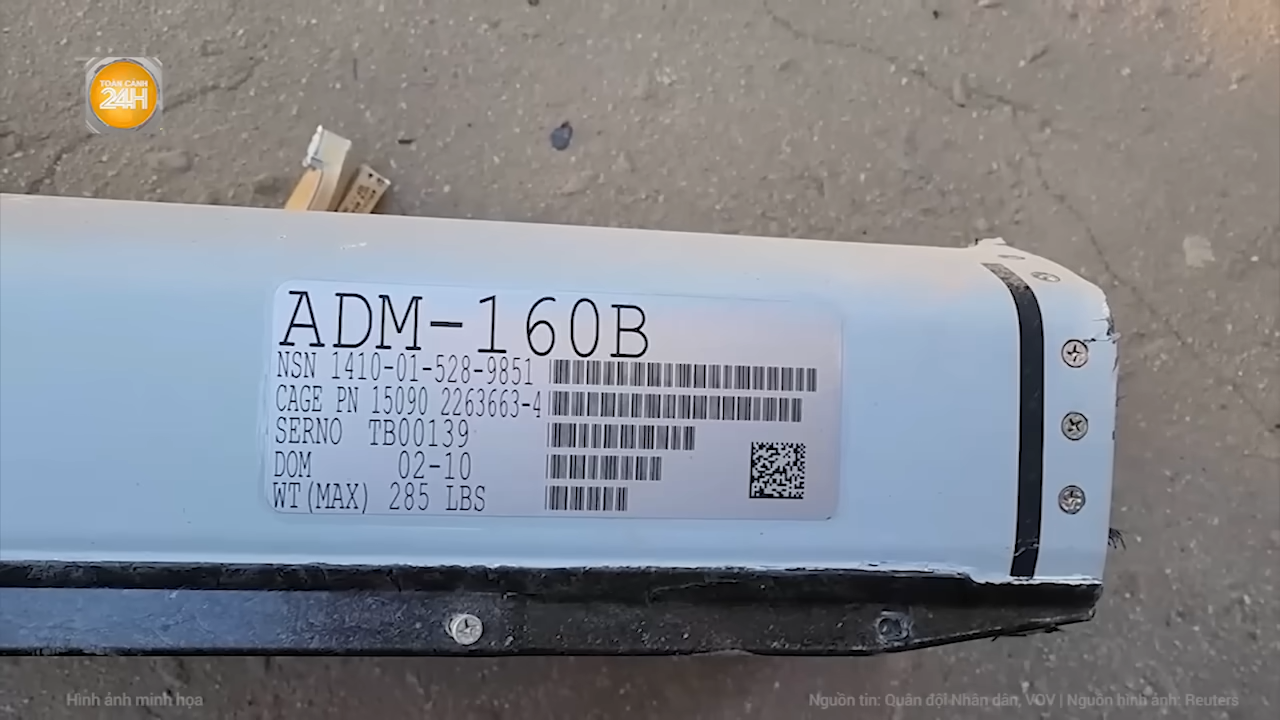 TOÀN CẢNH
24H
ADM-160B
NSN 1410-01-528-9851
CAGE PN 15090 2263663-4
SERNO TB00139
DOM 02-10
WT(MAX) 285 LBS
Hình ảnh minh họa
Nguồn tin: Quân đội Nhân dân, VOV | Nguồn hình ảnh: Reuters